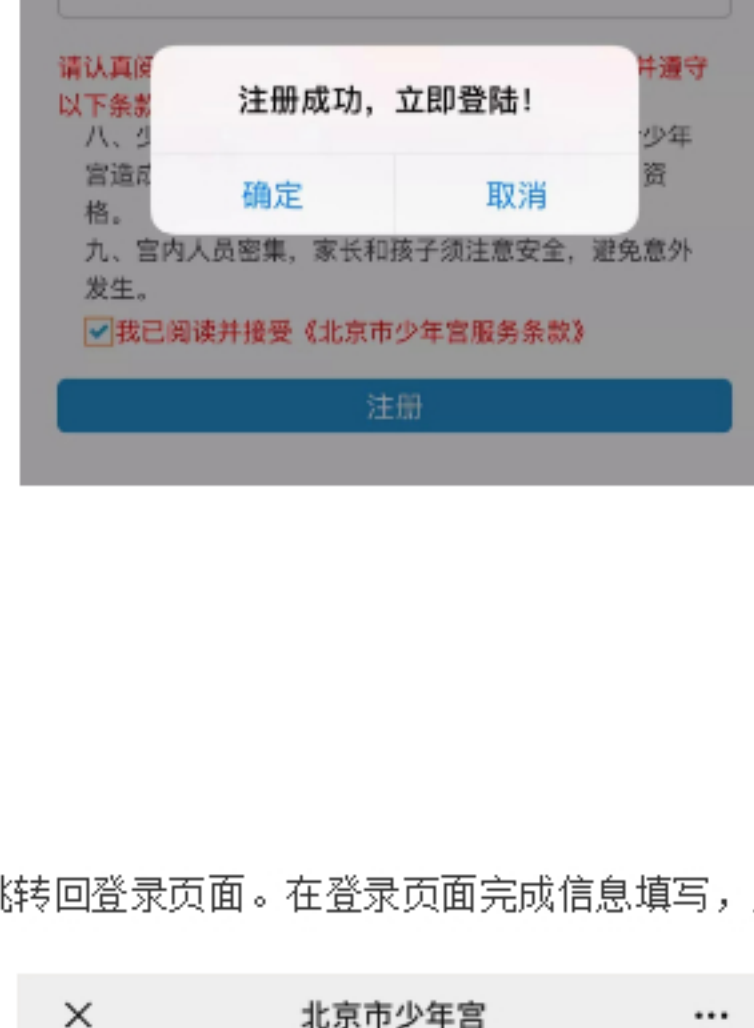 请认真阅
并遵守
以下条款
注册成功，立即登陆！
八、少
少年
宫造成
资
确定
取消
格。
九、宫内人员密集，家长和孩子须注意安全，避免意外
发生。
我已阅读并接受《北京市少年宫服务条款》
注册
转回登录页面。在登录页面完成信息填写，
北京市少年宫